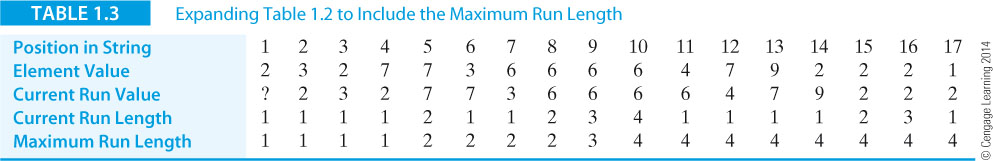 TABLE 1.3 Expanding Table 1.2 to Include the Maximum Run Length
Position in String 1 2 3 4 5 6 7 8 9 10 11 12 13 14 15 16 17
Element Value 2 3 2 7 7 3 6 6 6 6 4 7 9 2 2 2 1
Current Run Value ? 2 3 2 7 7 3 6 6 6 6 4 7 9 2 2 2
Current Run Length 1 1 1 1 2 1 1 2 3 4 1 1 1 1 2 3 1
Maximum Run Length 1 1 1 1 2 2 2 2 3 4 4 4 4 4 4 4 4
© Cengage Learning 2014